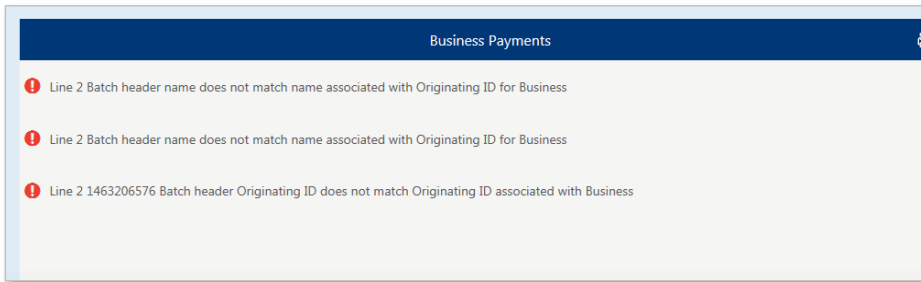 Business Payments
Line 2 Batch header name does not match name associated with Originating ID for Business
Line 2 Batch header name does not match name associated with Originating ID for Business
Line 2 1463206576 Batch header Originating ID does not match Originating ID associated with Business